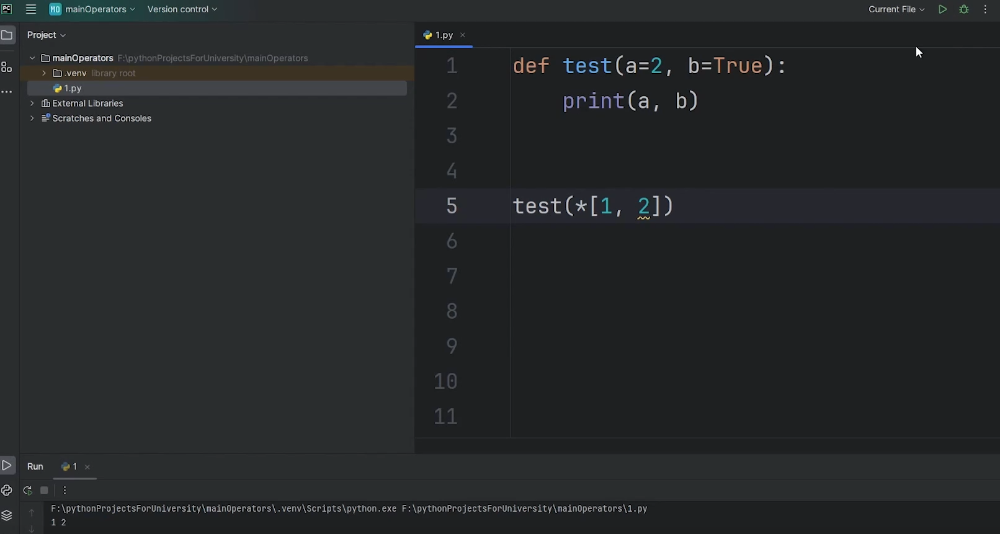 PC MO mainOperators Version control Current File
Project
1.py
mainOperators F:\pythonProjectsForUniversity\mainOperators
.venv library root
1.py
External Libraries
Scratches and Consoles
1 def test(a=2, b=True):
2 print(a, b)
3
4
5 test(*[1, 2])
6
7
8
9
10
11
Run 1
F:\pythonProjectsForUniversity\mainOperators\.venv\Scripts\python.exe F:\pythonProjectsForUniversity\mainOperators\1.py
1 2